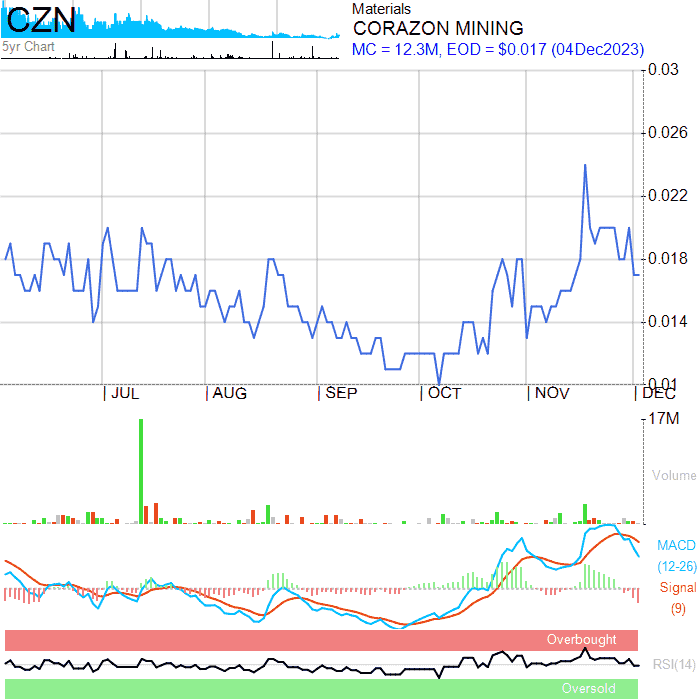 CZN
5yr Chart
Materials
CORAZON MINING
MC = 12.3M, EOD = $0.017 (04Dec2023)
0.03
0.026
0.022
0.018
0.014
0.01
JUL AUG SEP OCT NOV DEC
17M
Volume
MACD
(12-26)
Signal
(9)
Overbought
RSI(14)
Oversold